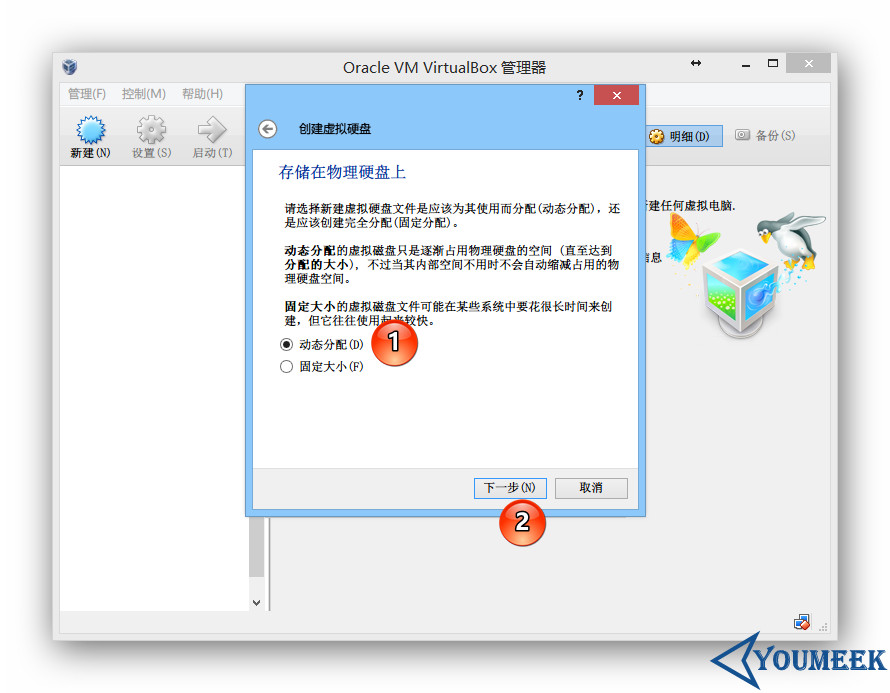 Oracle VM VirtualBox 管理器
管理(F) 控制(M) 帮助(H)
新建(N) 设置(S) 启动(T)
明细(D) 备份(S)
?
创建虚拟硬盘
存储在物理硬盘上
请选择新建虚拟硬盘文件是应该为其使用而分配(动态分配), 还
是应该创建完全分配(固定分配)。
动态分配的虚拟磁盘只是逐渐占用物理硬盘的空间 (直至达到
分配的大小), 不过当其内部空间不用时不会自动缩减占用的物
理硬盘空间。
固定大小的虚拟磁盘文件可能在某些系统中要花很长时间来创
建, 但它往往使用起来较快。
动态分配(D)
1
固定大小(F)
下一步(N) 取消
2
建任何虚拟电脑.
信息
YOUMEEK